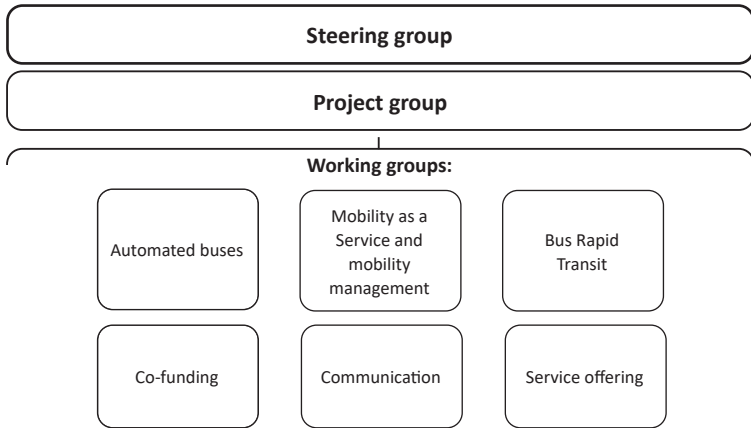 Steering group
Project group
Working groups:
Automated buses
Mobility as a
Service and
mobility
management
Bus Rapid
Transit
Co-funding
Communication
Service offering